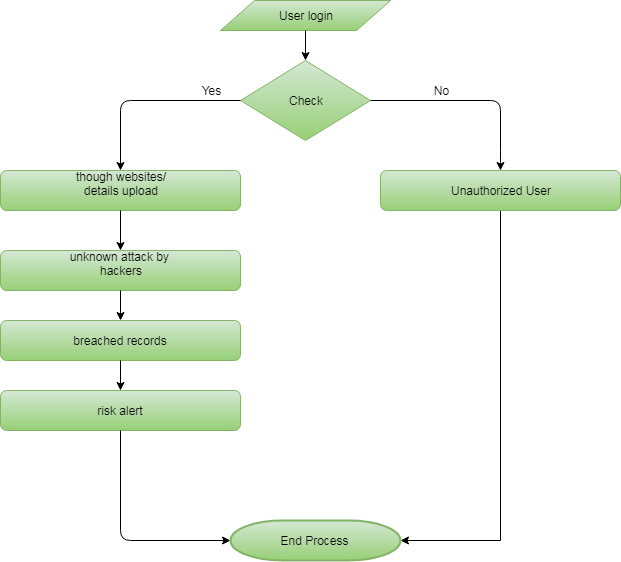 User login
Check
Yes
No
though websites/
details upload
Unauthorized User
unknown attack by
hackers
breached records
risk alert
End Process